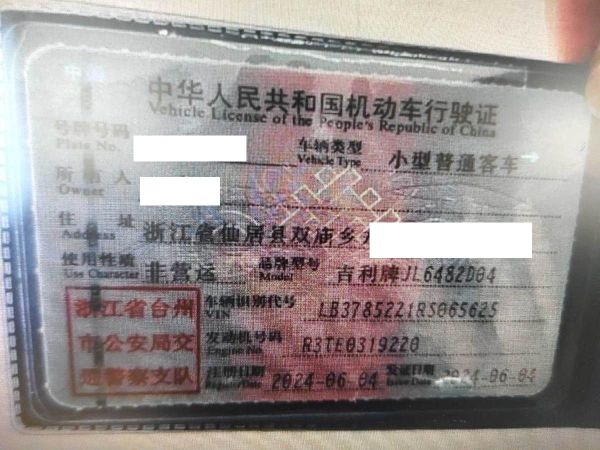 中华人民共和国机动车行驶证
Vehicle License of the People's Republic of China
号牌号码 车辆类型 小型普通客车
Plate No. Vehicle Type
所有人
Owner
住址 浙江省仙居县双庙乡
Address
使用性质 非营运 品牌型号 吉利牌JL6482D04
Use Character Model
浙江省台州 车辆识别代号 LB3785221RS065625
VIN
市公安局交 发动机号码 R3TE0319220
Engine No.
通警察支队 注册日期 2024-06-04 发证日期 2024-06-04
Register Date Issue Date